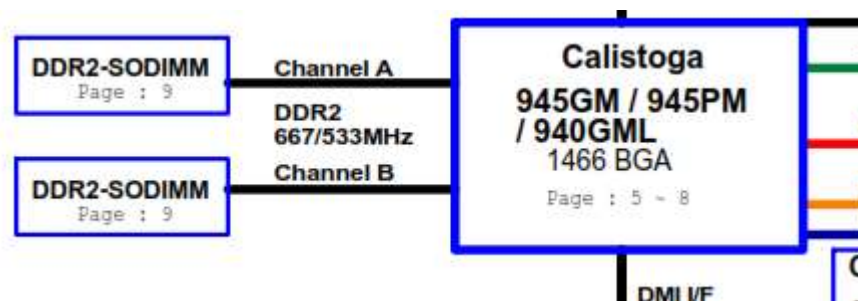 DDR2-SODIMM
Page : 9
Channel A
DDR2
667/533MHz
Channel B
DDR2-SODIMM
Page : 9
Calistoga
945GM / 945PM
/ 940GML
1466 BGA
Page : 5 ~ 8
DMI I/F